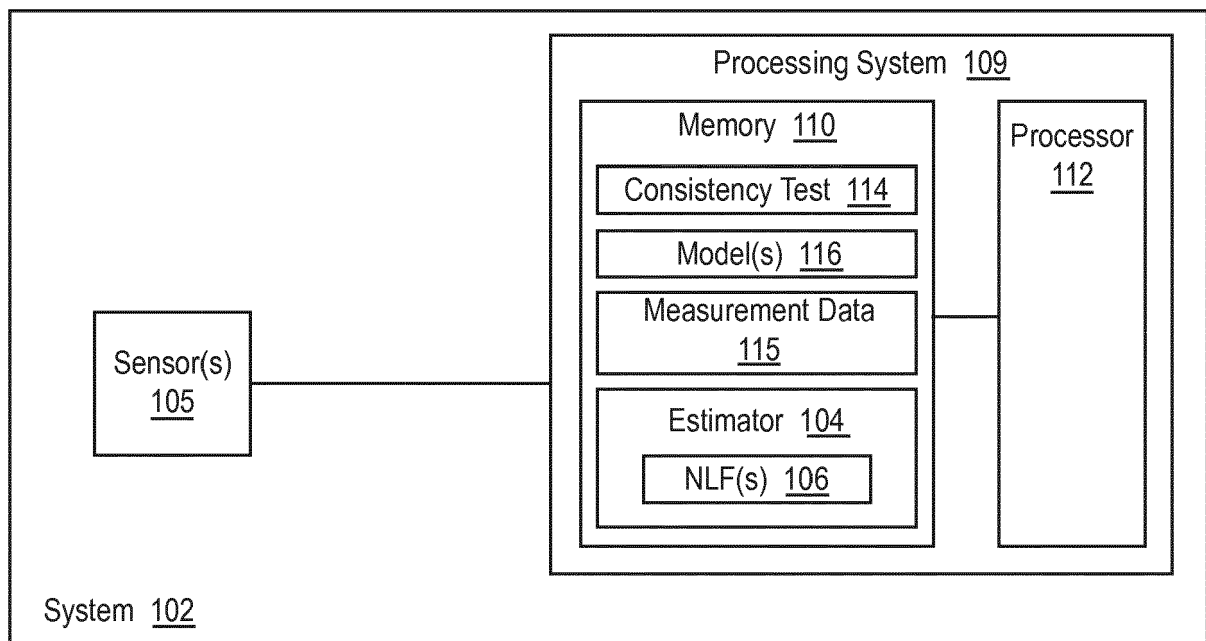 Processing System 109
Memory 110
Consistency Test 114
Model(s) 116
Measurement Data
115
Estimator 104
NLF(s) 106
Processor
112
Sensor(s)
105
System 102